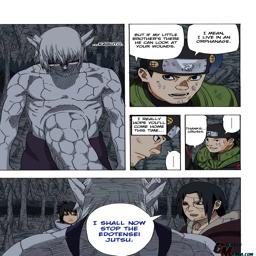 ...KABUTO.
BUT IF MY LITTLE
BROTHER'S THERE
HE CAN LOOK AT
YOUR WOUNDS.
I MEAN,
I LIVE IN AN
ORPHANAGE.
I REALLY
HOPE YOU'LL
COME HOME
THIS TIME...
THANKS,
...
I SHALL NOW
STOP THE
EDOTENSEI
JUTSU.